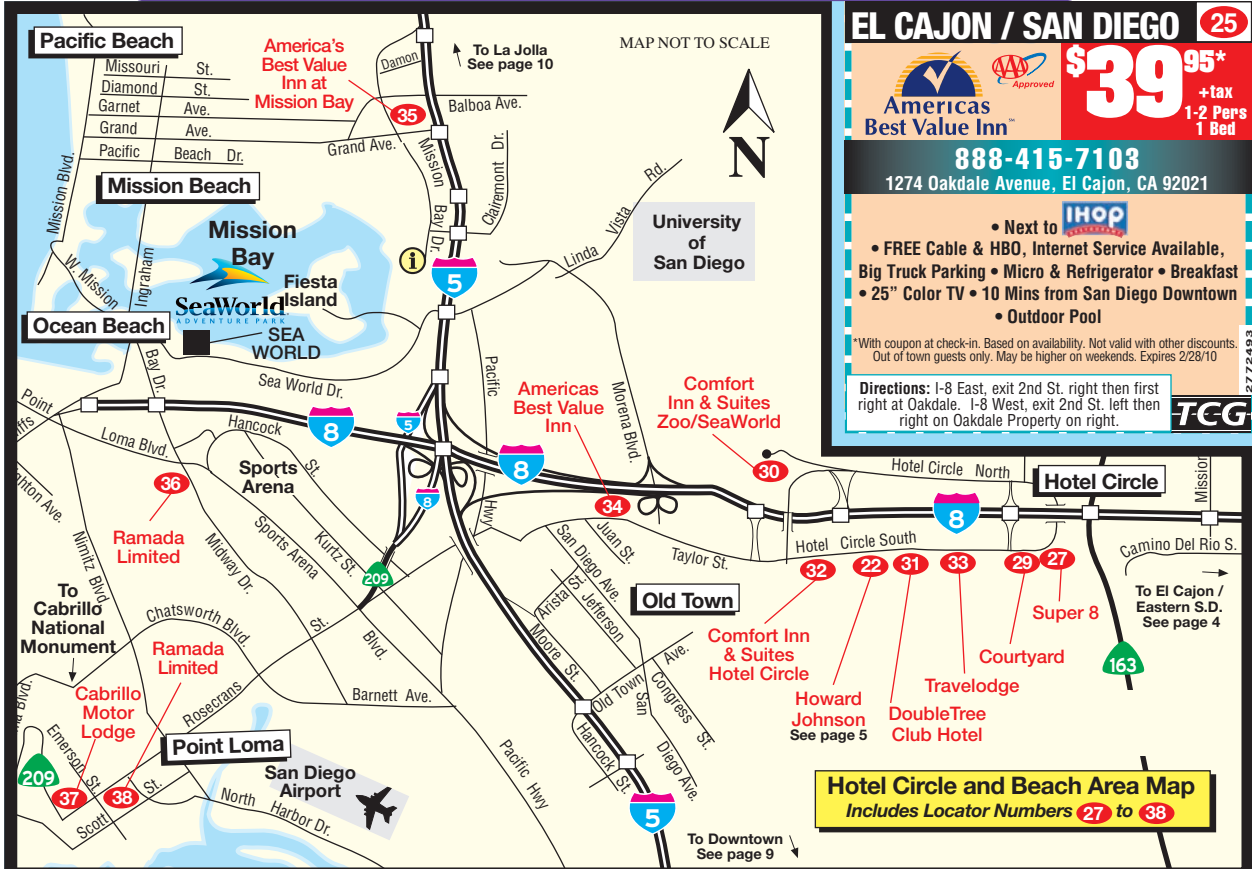 Pacific Beach
Missouri St.
Diamond St.
Garnet Ave.
Grand Ave.
Pacific Beach Dr.
Mission Blvd.
Mission Beach
America's
Best Value
Inn at
Mission Bay
35
Damon
To La Jolla
See page 10
Balboa Ave.
Grand Ave.
Mission Bay Dr.
Clairemont Dr.
MAP NOT TO SCALE
N
Linda Vista Rd.
University
of
San Diego
Mission
Bay
SeaWorld
ADVENTURE PARK
Fiesta
Island
SEA
WORLD
Ingraham
W. Mission
Bay Dr.
i
5
Ocean Beach
Sea World Dr.
Pacific
Hwy
Morena Blvd.
Point
Loma Blvd.
Hancock St.
8
5
8
8
Americas
Best Value
Inn
34
Comfort
Inn & Suites
Zoo/SeaWorld
30
Hotel Circle North
Hotel Circle
Mission
8
Hotel Circle South
Camino Del Rio S.
Taylor St.
32
22
31
33
29
27
Comfort Inn
& Suites
Hotel Circle
Howard
Johnson
See page 5
DoubleTree
Club Hotel
Travelodge
Courtyard
Super 8
To El Cajon /
Eastern S.D.
See page 4
163
Sports
Arena
36
Ramada
Limited
Nimitz Blvd.
Midway Dr.
Sports Arena
Blvd.
Kurtz St.
209
Juan St.
San Diego Ave.
Arista St.
Jefferson
Moore St.
Old Town
Old Town Ave.
Congress St.
San
Diego Ave.
Hancock St.
To
Cabrillo
National
Monument
Chatsworth Blvd.
Ramada
Limited
Cabrillo
Motor
Lodge
Rosecrans St.
Barnett Ave.
Point Loma
209
Emerson St.
37
38
Scott St.
San Diego
Airport
North Harbor Dr.
Pacific Hwy
5
To Downtown
See page 9
Hotel Circle and Beach Area Map
Includes Locator Numbers 27 to 38
EL CAJON / SAN DIEGO 25
Americas
Best Value Inn
AAA
Approved
$39 95*
+tax
1-2 Pers
1 Bed
888-415-7103
1274 Oakdale Avenue, El Cajon, CA 92021
• Next to IHOP
RESTAURANT
• FREE Cable & HBO, Internet Service Available,
Big Truck Parking • Micro & Refrigerator • Breakfast
• 25" Color TV • 10 Mins from San Diego Downtown
• Outdoor Pool
*With coupon at check-in. Based on availability. Not valid with other discounts.
Out of town guests only. May be higher on weekends. Expires 2/28/10
Directions: I-8 East, exit 2nd St. right then first
right at Oakdale. I-8 West, exit 2nd St. left then
right on Oakdale Property on right.
2772493
TCG